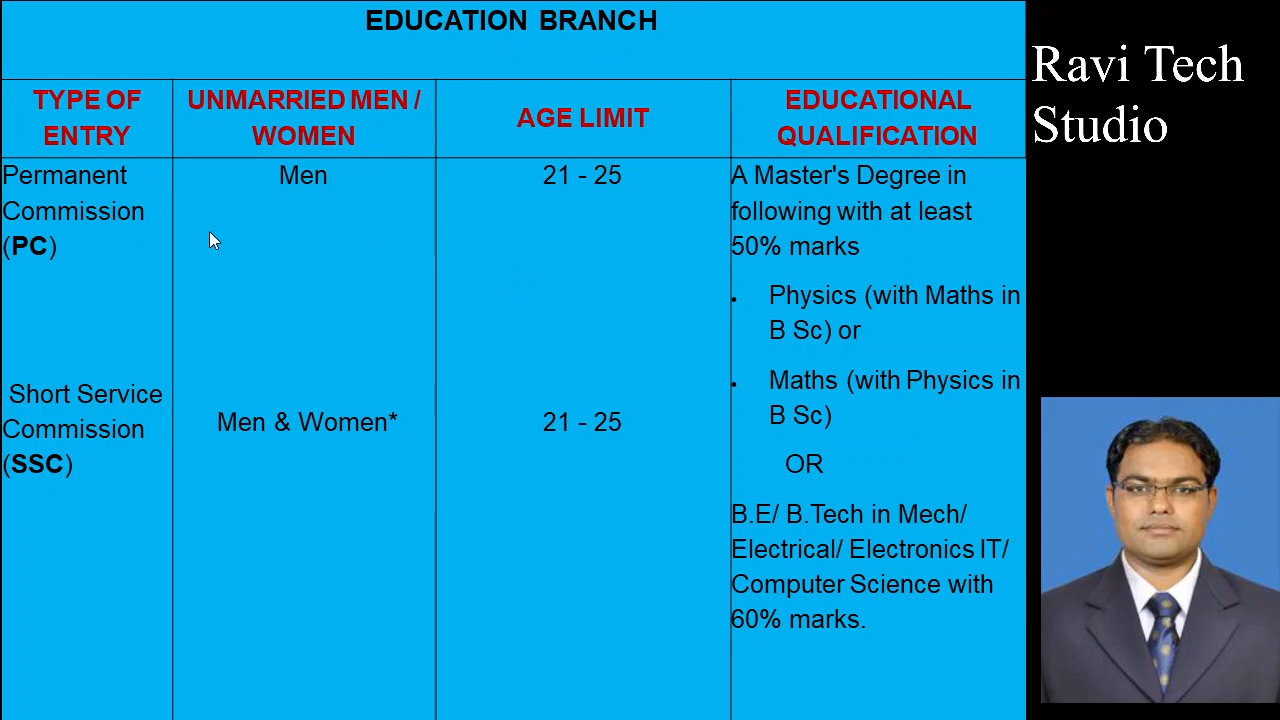 EDUCATION BRANCH
TYPE OF
ENTRY
UNMARRIED MEN /
WOMEN
AGE LIMIT
EDUCATIONAL
QUALIFICATION
Permanent
Commission
(PC)
Men
21 - 25
A Master's Degree in
following with at least
50% marks
• Physics (with Maths in
B Sc) or
• Maths (with Physics in
B Sc)
OR
B.E/ B.Tech in Mech/
Electrical/ Electronics IT/
Computer Science with
60% marks.
Short Service
Commission
(SSC)
Men & Women*
21 - 25
Ravi Tech
Studio